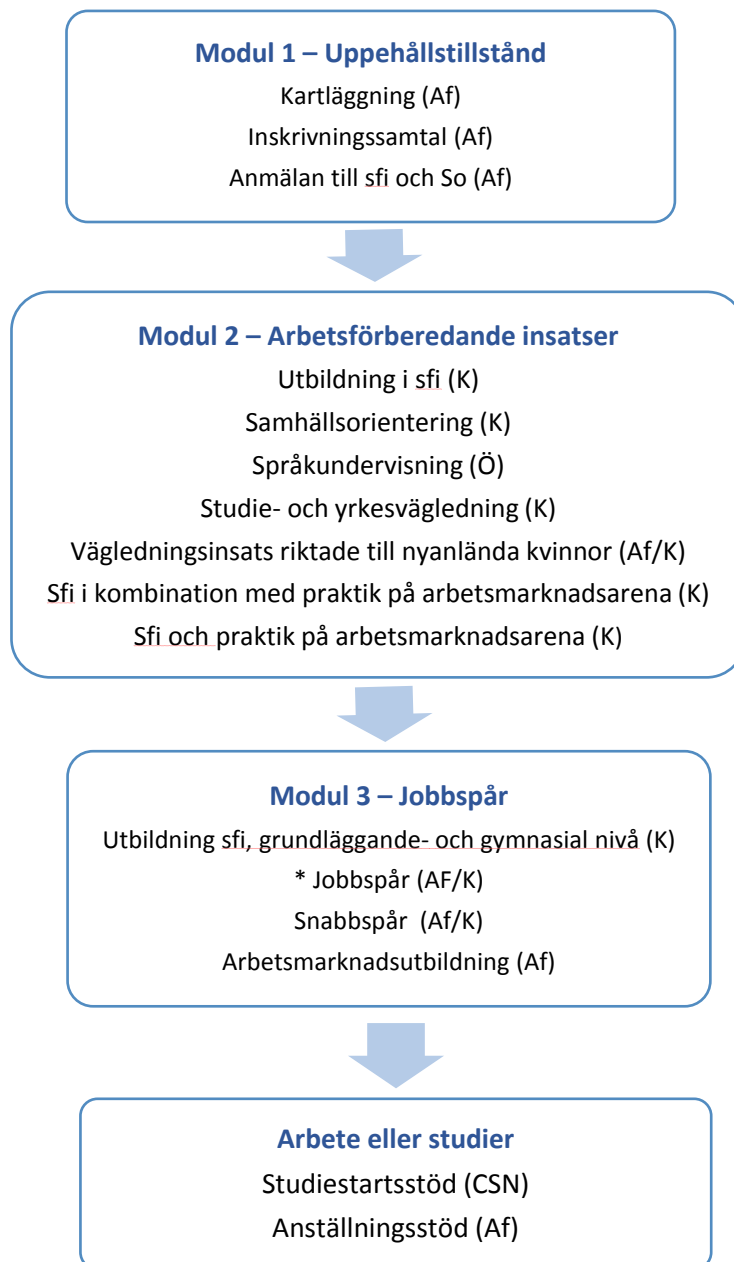 Modul 1 – Uppehållstillstånd
Kartläggning (Af)
Inskrivningssamtal (Af)
Anmälan till sfi och So (Af)
Modul 2 – Arbetsförberedande insatser
Utbildning i sfi (K)
Samhällsorientering (K)
Språkundervisning (Ö)
Studie- och yrkesvägledning (K)
Vägledningsinsats riktade till nyanlända kvinnor (Af/K)
Sfi i kombination med praktik på arbetsmarknadsarena (K)
Sfi och praktik på arbetsmarknadsarena (K)
Modul 3 – Jobbspår
Utbildning sfi, grundläggande- och gymnasial nivå (K)
* Jobbspår (AF/K)
Snabbspår (Af/K)
Arbetsmarknadsutbildning (Af)
Arbete eller studier
Studiestartsstöd (CSN)
Anställningsstöd (Af)